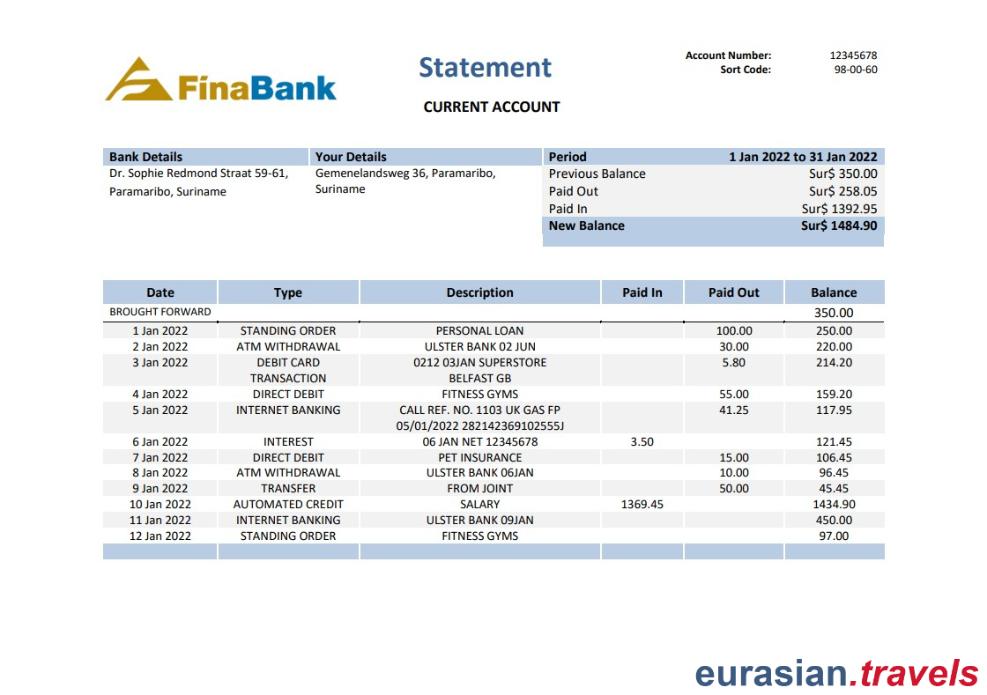 FinaBank
Statement
CURRENT ACCOUNT
Account Number: 12345678
Sort Code: 98-00-60
Bank Details
Dr. Sophie Redmond Straat 59-61,
Paramaribo, Suriname
Your Details
Gemenelandsweg 36, Paramaribo,
Suriname
Period 1 Jan 2022 to 31 Jan 2022
Previous Balance Sur$ 350.00
Paid Out Sur$ 258.05
Paid In Sur$ 1392.95
New Balance Sur$ 1484.90
Date Type Description Paid In Paid Out Balance
BROUGHT FORWARD 350.00
1 Jan 2022 STANDING ORDER PERSONAL LOAN 100.00 250.00
2 Jan 2022 ATM WITHDRAWAL ULSTER BANK 02 JUN 30.00 220.00
3 Jan 2022 DEBIT CARD 0212 03JAN SUPERSTORE 5.80 214.20
TRANSACTION BELFAST GB
4 Jan 2022 DIRECT DEBIT FITNESS GYMS 55.00 159.20
5 Jan 2022 INTERNET BANKING CALL REF. NO. 1103 UK GAS FP 41.25 117.95
05/01/2022 282142369102555J
6 Jan 2022 INTEREST 06 JAN NET 12345678 3.50 121.45
7 Jan 2022 DIRECT DEBIT PET INSURANCE 15.00 106.45
8 Jan 2022 ATM WITHDRAWAL ULSTER BANK 06JAN 10.00 96.45
9 Jan 2022 TRANSFER FROM JOINT 50.00 45.45
10 Jan 2022 AUTOMATED CREDIT SALARY 1369.45 1434.90
11 Jan 2022 INTERNET BANKING ULSTER BANK 09JAN 450.00
12 Jan 2022 STANDING ORDER FITNESS GYMS 97.00
eurasian.travels